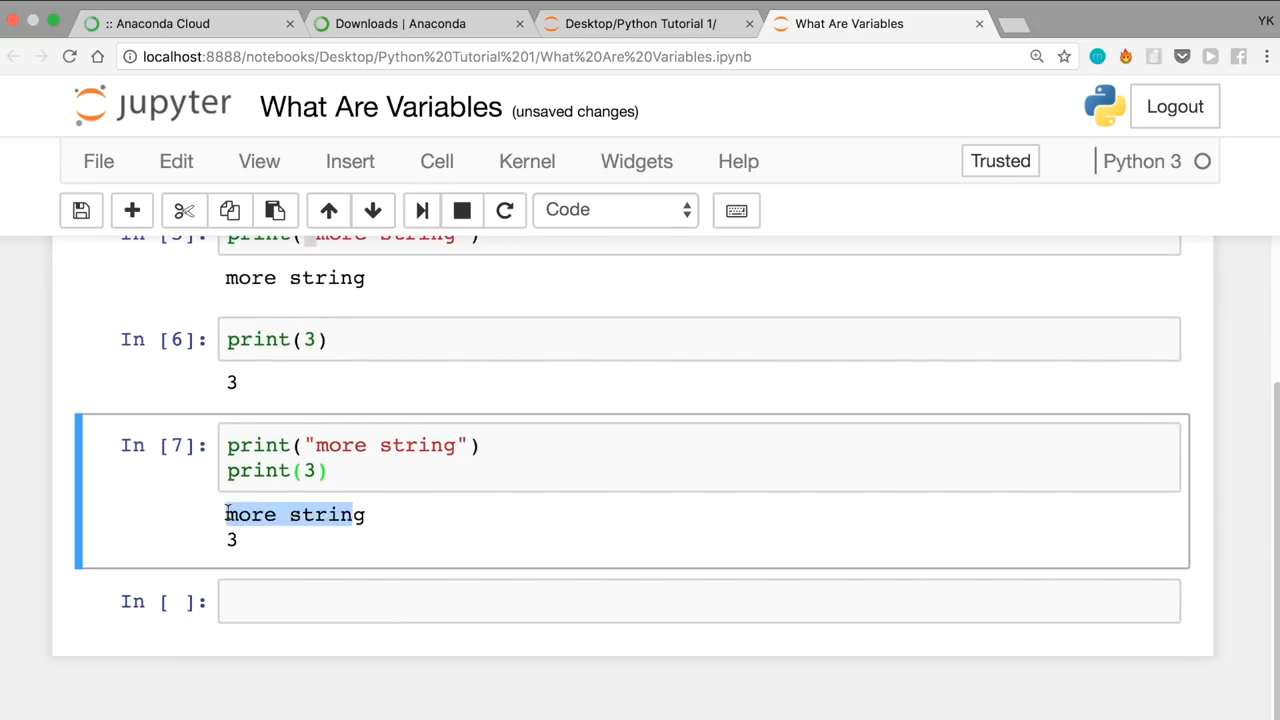 :: Anaconda Cloud
Downloads | Anaconda
Desktop/Python Tutorial 1/
What Are Variables
YK
localhost:8888/notebooks/Desktop/Python%20Tutorial%201/What%20Are%20Variables.ipynb
jupyter What Are Variables (unsaved changes)
Logout
File Edit View Insert Cell Kernel Widgets Help Trusted Python 3
Code
In [5]: print("more string")
more string
In [6]: print(3)
3
In [7]: print("more string")
print(3)
more string
3
In [ ]: